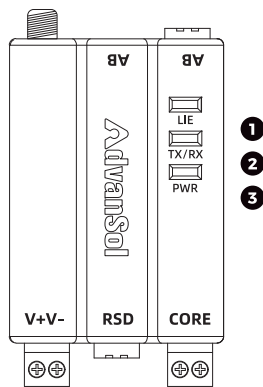 AB
AB
LIE
1
TX/RX
2
PWR
3
AdvanSol
V+V-
RSD
CORE